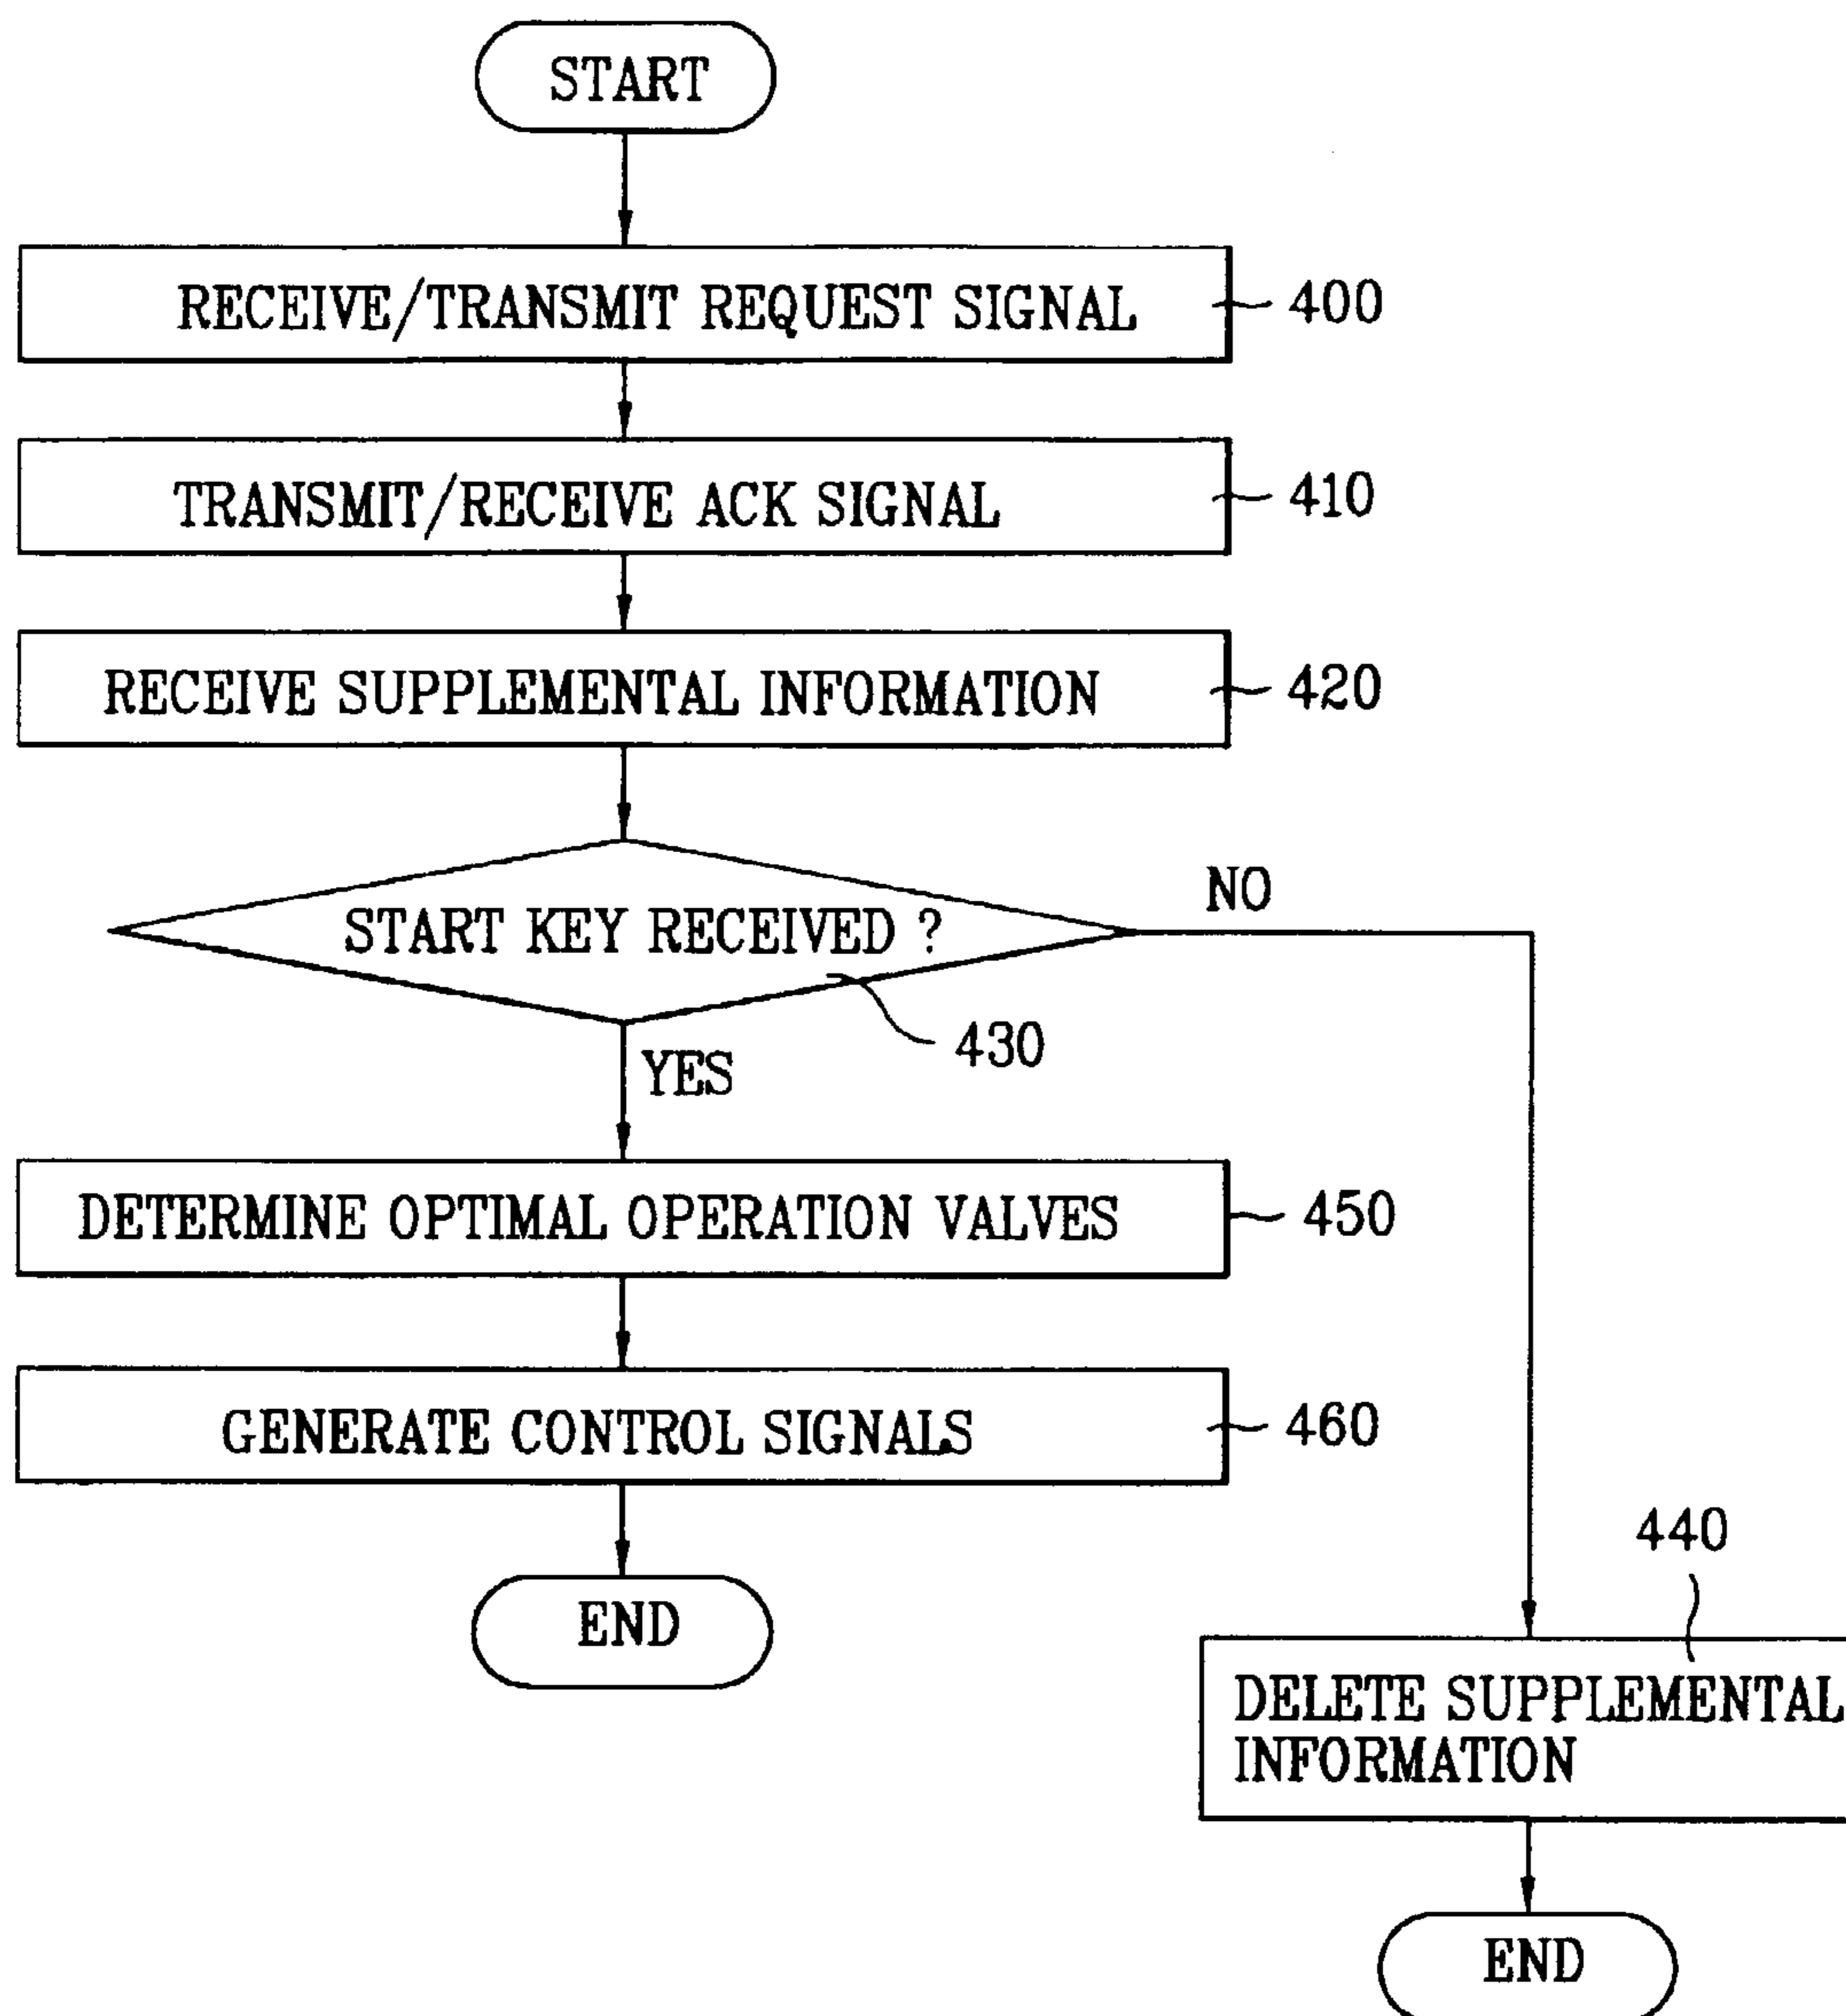 START
RECEIVE/TRANSMIT REQUEST SIGNAL
400
TRANSMIT/RECEIVE ACK SIGNAL
410
RECEIVE SUPPLEMENTAL INFORMATION
420
START KEY RECEIVED ?
NO
430
YES
DETERMINE OPTIMAL OPERATION VALVES
450
GENERATE CONTROL SIGNALS
460
END
440
DELETE SUPPLEMENTAL
INFORMATION
END